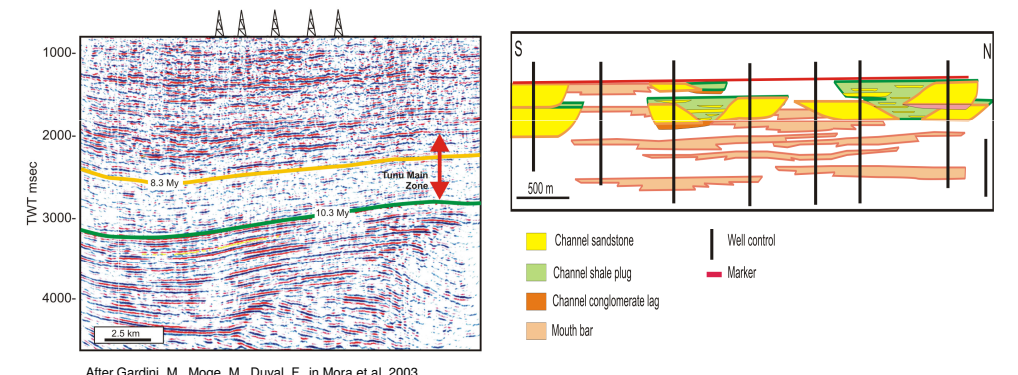 1000-
2000-
3000-
4000-
TWT msec
8.3 My
Tunu Main
Zone
10.3 My
2.5 km
After Gardini, M., Moge, M., Duval, F., in Mora et al, 2003
S
N
500 m
Channel sandstone
Channel shale plug
Channel conglomerate lag
Mouth bar
Well control
Marker